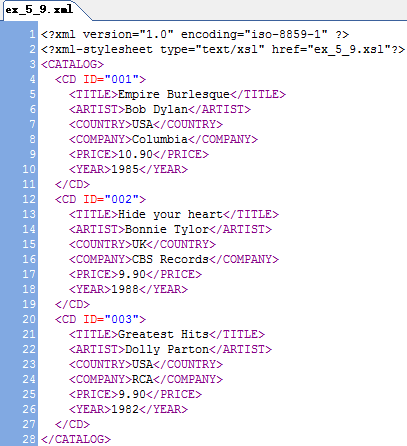 ex_5_9.xml
1 <?xml version="1.0" encoding="iso-8859-1" ?>
2 <?xml-stylesheet type="text/xsl" href="ex_5_9.xsl"?>
3 <CATALOG>
4 <CD ID="001">
5 <TITLE>Empire Burlesque</TITLE>
6 <ARTIST>Bob Dylan</ARTIST>
7 <COUNTRY>USA</COUNTRY>
8 <COMPANY>Columbia</COMPANY>
9 <PRICE>10.90</PRICE>
10 <YEAR>1985</YEAR>
11 </CD>
12 <CD ID="002">
13 <TITLE>Hide your heart</TITLE>
14 <ARTIST>Bonnie Tylor</ARTIST>
15 <COUNTRY>UK</COUNTRY>
16 <COMPANY>CBS Records</COMPANY>
17 <PRICE>9.90</PRICE>
18 <YEAR>1988</YEAR>
19 </CD>
20 <CD ID="003">
21 <TITLE>Greatest Hits</TITLE>
22 <ARTIST>Dolly Parton</ARTIST>
23 <COUNTRY>USA</COUNTRY>
24 <COMPANY>RCA</COMPANY>
25 <PRICE>9.90</PRICE>
26 <YEAR>1982</YEAR>
27 </CD>
28 </CATALOG>